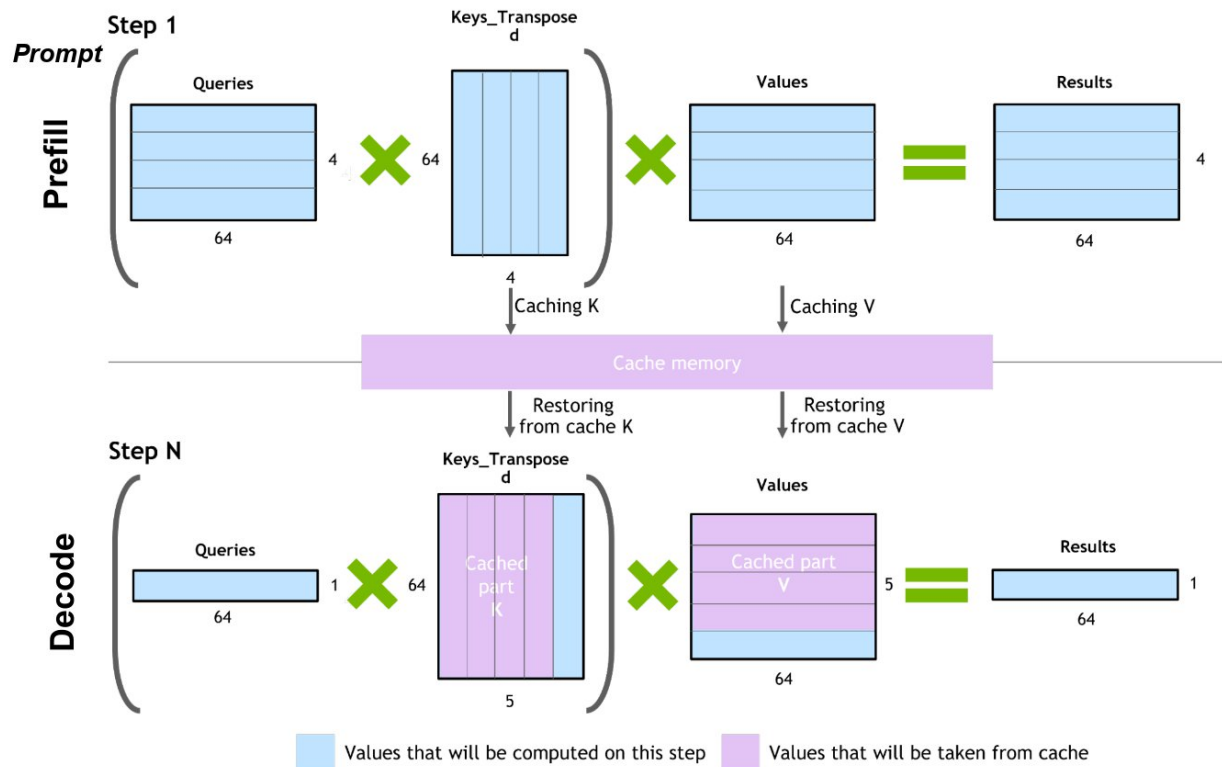 Step 1
Prompt
Prefill
Queries
4
64
Keys_Transpose
d
64
4
Values
64
Results
4
64
Caching K
Caching V
Cache memory
Restoring
from cache K
Restoring
from cache V
Step N
Decode
Queries
1
64
Keys_Transpose
d
64
Cached
part
K
5
Values
Cached part
V
5
64
Results
1
64
Values that will be computed on this step
Values that will be taken from cache